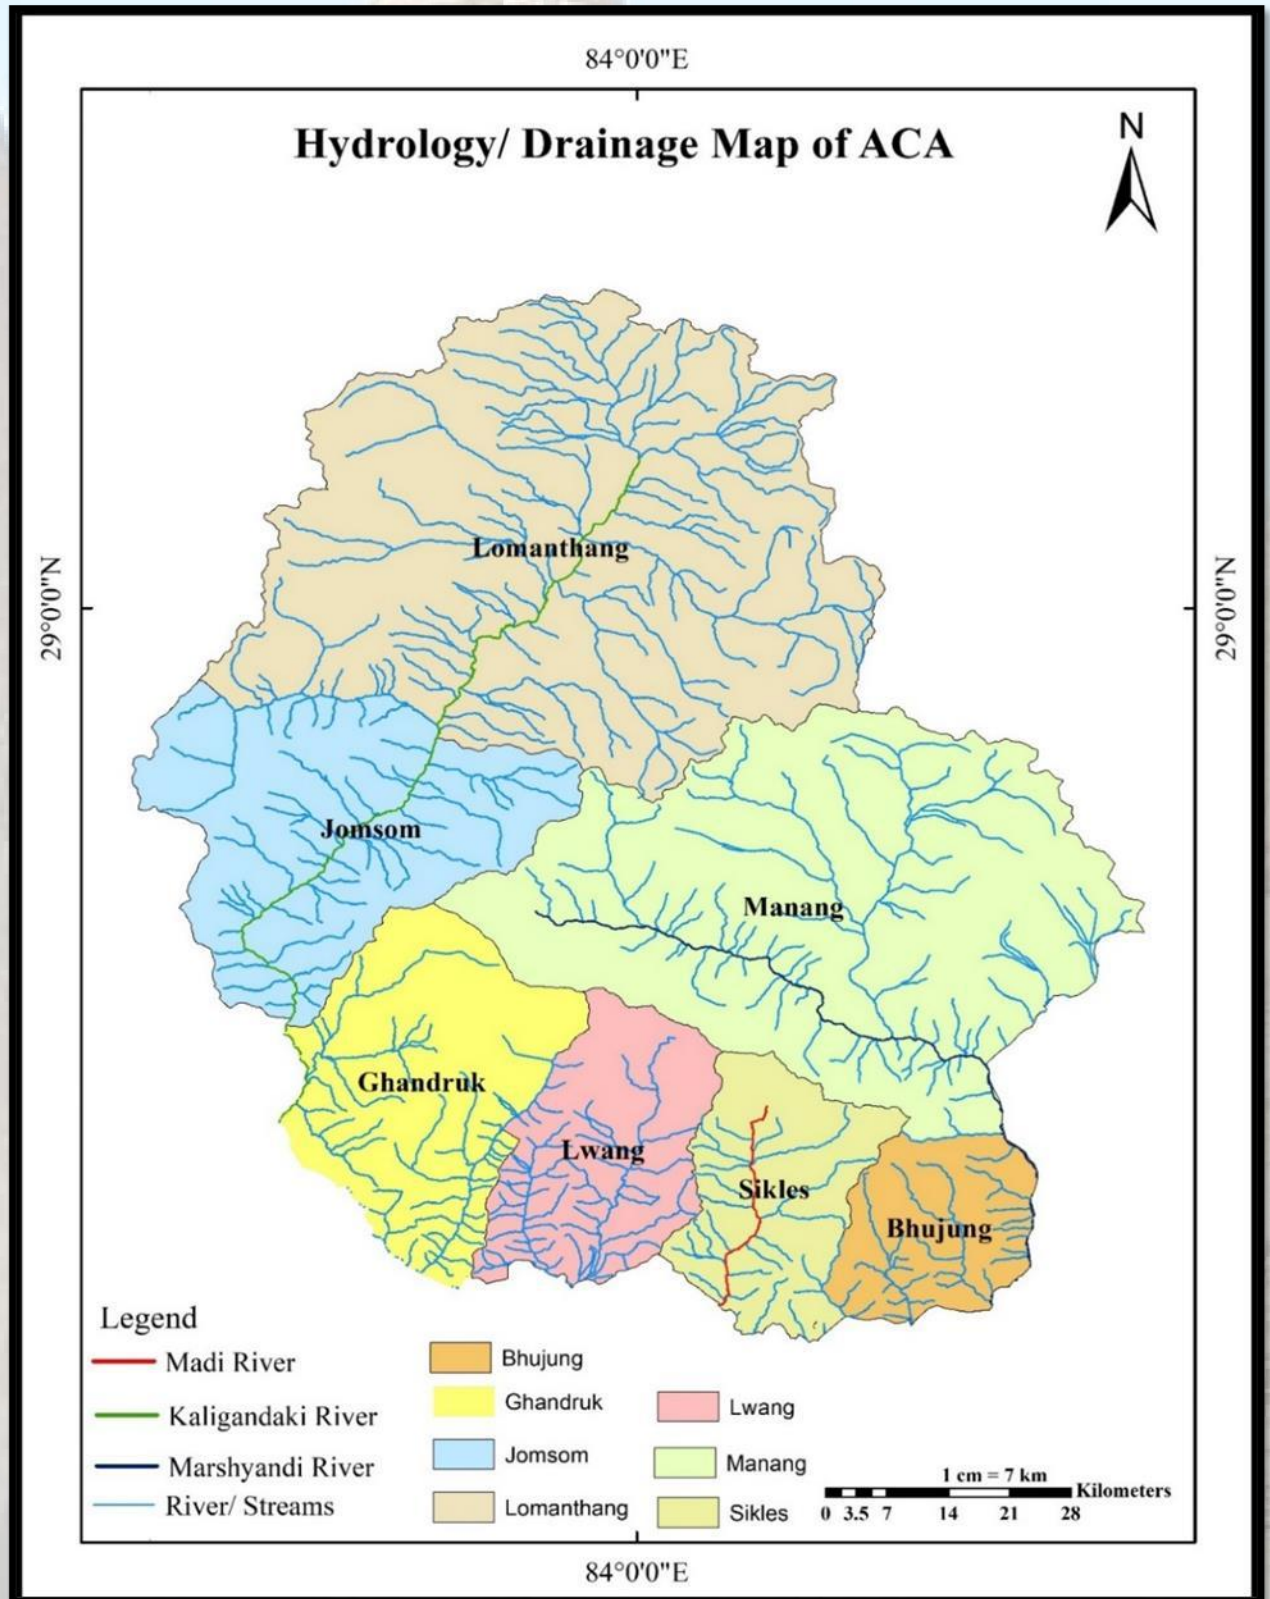 84°0'0"E
Hydrology/ Drainage Map of ACA
N
29°0'0"N
29°0'0"N
Lomanthang
Jomsom
Manang
Ghandruk
Lwang
Sikles
Bhujung
Legend
Madi River
Kaligandaki River
Marshyandi River
River/ Streams
Bhujung
Ghandruk
Jomsom
Lomanthang
Lwang
Manang
Sikles
1 cm = 7 km
Kilometers
0 3.5 7 14 21 28
84°0'0"E